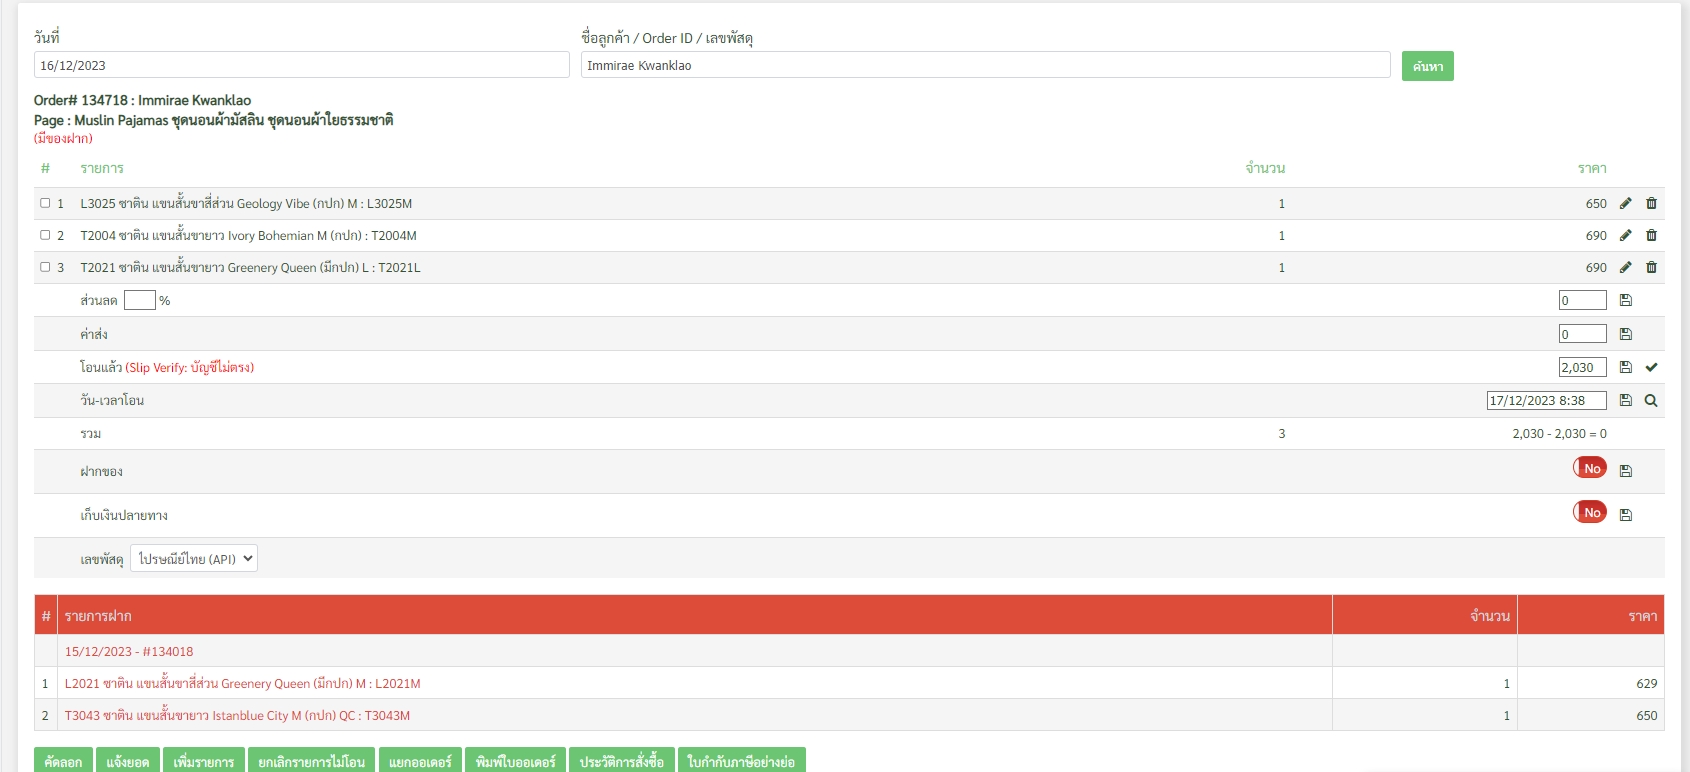 วันที่ ชื่อลูกค้า / Order ID / เลขพัสดุ
16/12/2023 Immirae Kwanklao ค้นหา
Order# 134718 : Immirae Kwanklao
Page : Muslin Pajamas ชุดนอนผ้ามัสลิน ชุดนอนผ้าใยธรรมชาติ
(มีของฝาก)
# รายการ จำนวน ราคา
1 L3025 ซาติน แขนสั้นขาสี่ส่วน Geology Vibe (กปก) M : L3025M 1 650
2 T2004 ซาติน แขนสั้นขายาว Ivory Bohemian M (กปก) : T2004M 1 690
3 T2021 ซาติน แขนสั้นขายาว Greenery Queen (มีกปก) L : T2021L 1 690
ส่วนลด % 0
ค่าส่ง 0
โอนแล้ว (Slip Verify: บัญชีไม่ตรง) 2,030
วัน-เวลาโอน 17/12/2023 8:38
รวม 3 2,030 - 2,030 = 0
ฝากของ No
เก็บเงินปลายทาง No
เลขพัสดุ ไปรษณีย์ไทย (API)
# รายการฝาก จำนวน ราคา
15/12/2023 - #134018
1 L2021 ซาติน แขนสั้นขาสี่ส่วน Greenery Queen (มีกปก) M : L2021M 1 629
2 T3043 ซาติน แขนสั้นขายาว Istanblue City M (กปก) QC : T3043M 1 650
คัดลอก แจ้งยอด เพิ่มรายการ ยกเลิกรายการไม่โอน แยกออเดอร์ พิมพ์ใบออเดอร์ ประวัติการสั่งซื้อ ใบกำกับภาษีอย่างย่อ